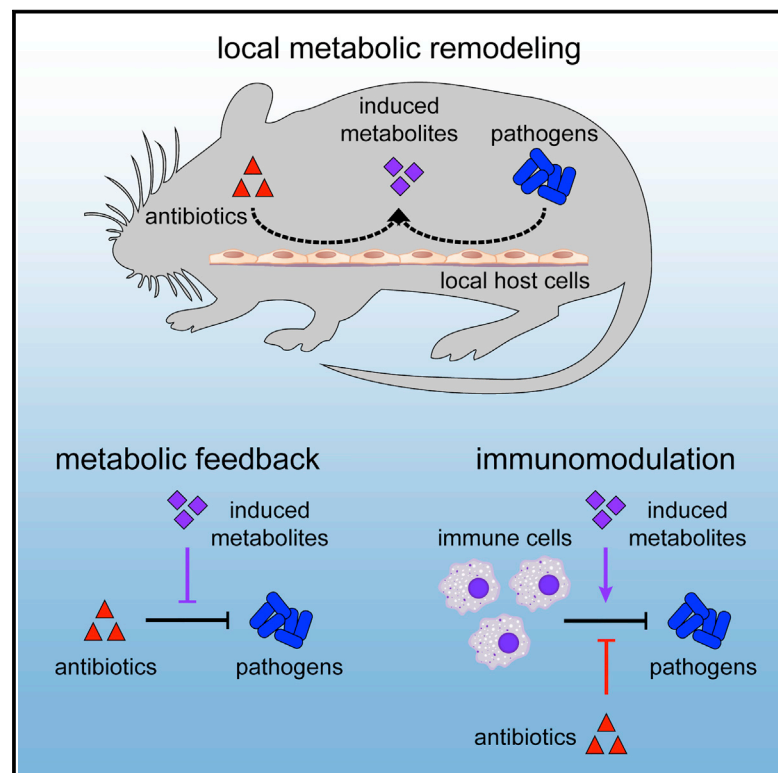 local metabolic remodeling
induced
metabolites
pathogens
antibiotics
local host cells
metabolic feedback
induced
metabolites
antibiotics
pathogens
immunomodulation
induced
metabolites
immune cells
pathogens
antibiotics